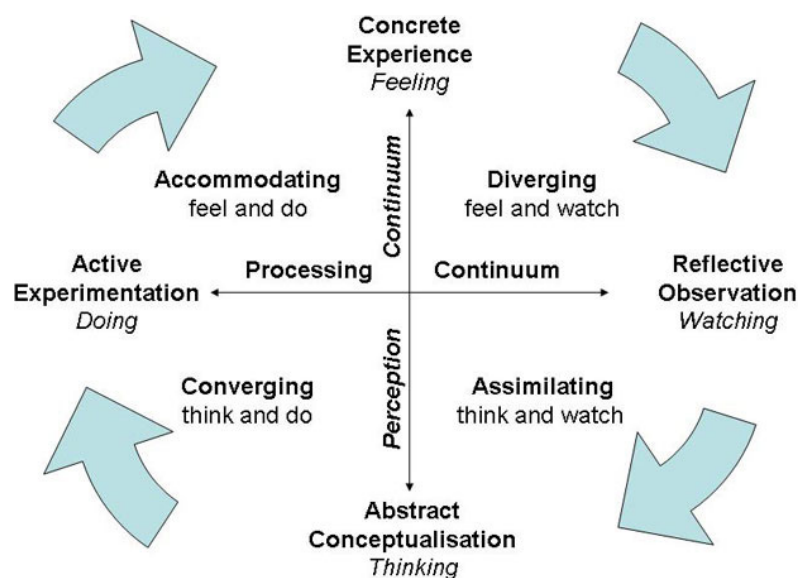 Concrete
Experience
Feeling
Continuum
Accommodating
feel and do
Diverging
feel and watch
Active
Experimentation
Doing
Processing
Continuum
Reflective
Observation
Watching
Perception
Converging
think and do
Assimilating
think and watch
Abstract
Conceptualisation
Thinking